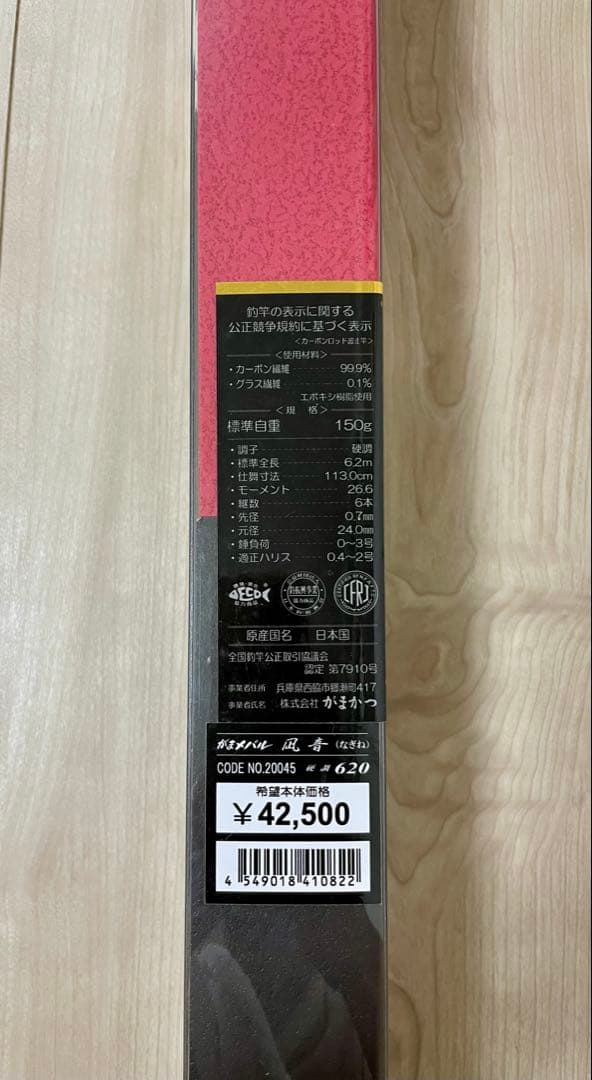 釣竿の表示に関する
公正競争規約に基づく表示
<カーボンロッド渓流竿>
<使用材料>
・カーボン繊維 99.9%
・グラス繊維 0.1%
エポキシ樹脂使用
<規 格>
標準自重 150g
・調子 硬調
・標準全長 6.2m
・仕舞寸法 113.0cm
・モーメント 26.6
・継数 6本
・先径 0.7mm
・元径 24.0mm
・錘負荷 0~3号
・適正ハリス 0.4~2号
ECO
CFRJ
原産国名 日本国
全国釣竿公正取引協議会
認定 第7910号
事業者住所 兵庫県西脇市郷瀬町417
事業者氏名 株式会社 がまかつ
がまメバル 凪音 (なぎね)
CODE NO.20045 硬調 620
希望本体価格
¥42,500
4 549018 410822